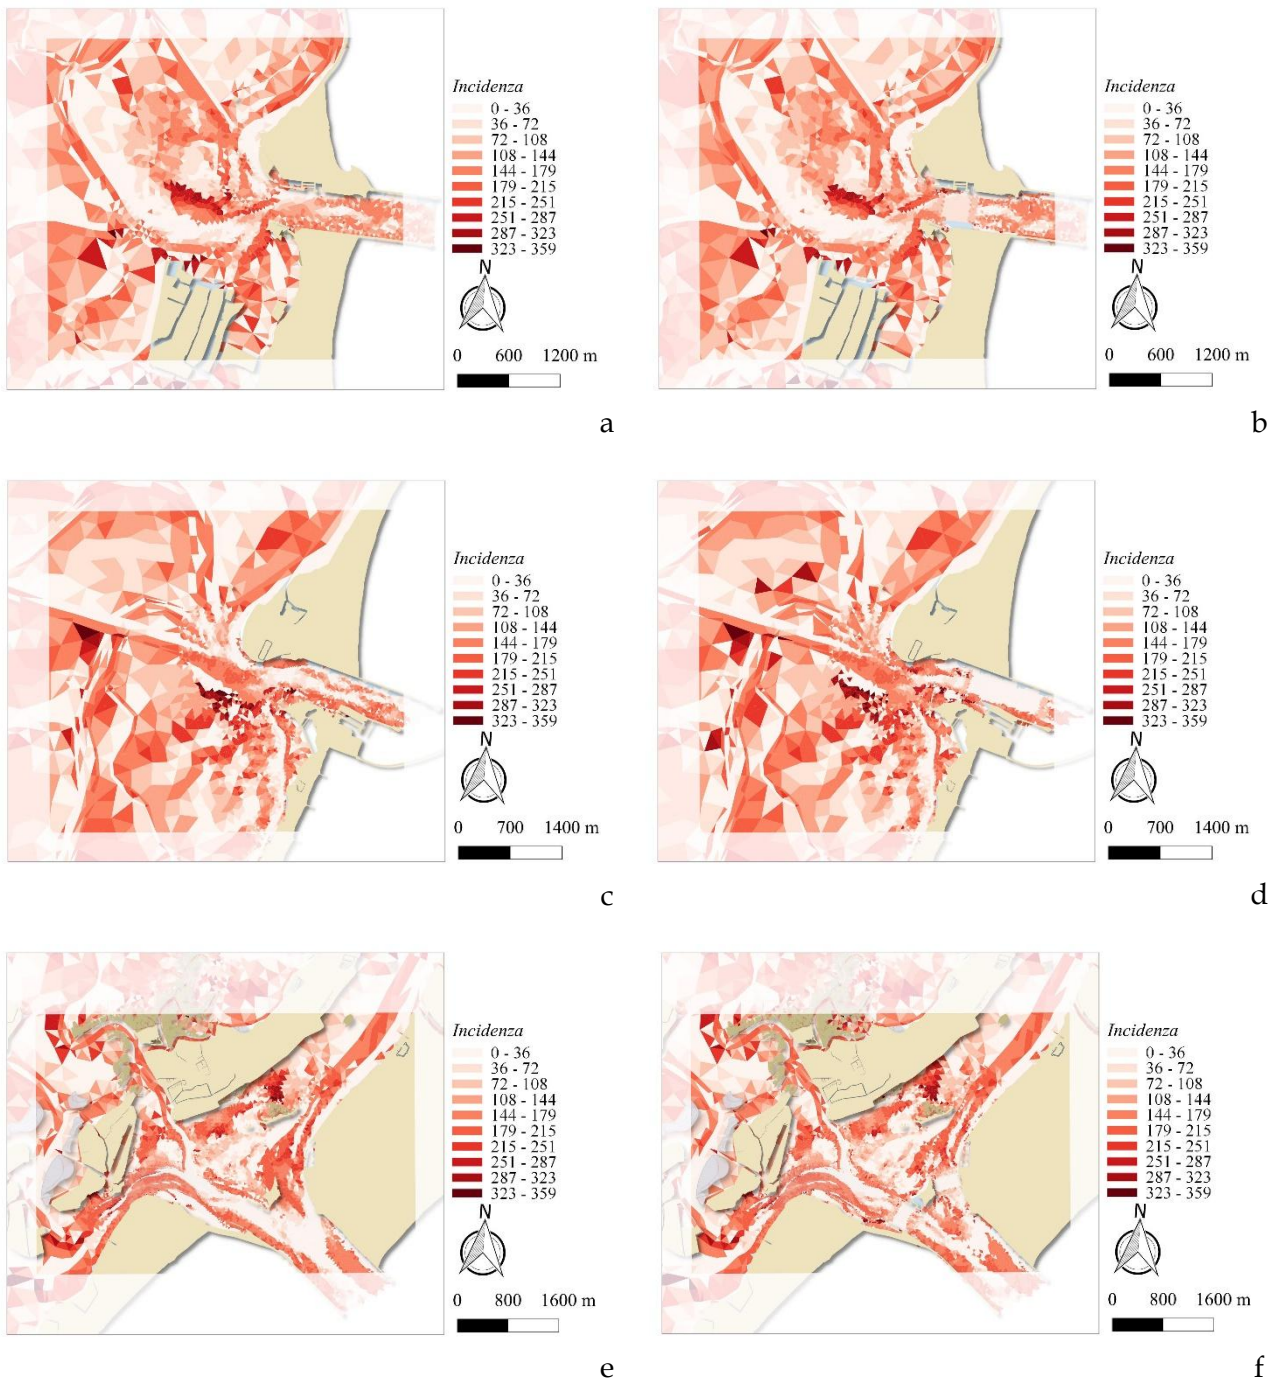 Incidenza
0 - 36
36 - 72
72 - 108
108 - 144
144 - 179
179 - 215
215 - 251
251 - 287
287 - 323
323 - 359
N
0 600 1200 m
a
Incidenza
0 - 36
36 - 72
72 - 108
108 - 144
144 - 179
179 - 215
215 - 251
251 - 287
287 - 323
323 - 359
N
0 600 1200 m
b
Incidenza
0 - 36
36 - 72
72 - 108
108 - 144
144 - 179
179 - 215
215 - 251
251 - 287
287 - 323
323 - 359
N
0 700 1400 m
c
Incidenza
0 - 36
36 - 72
72 - 108
108 - 144
144 - 179
179 - 215
215 - 251
251 - 287
287 - 323
323 - 359
N
0 700 1400 m
d
Incidenza
0 - 36
36 - 72
72 - 108
108 - 144
144 - 179
179 - 215
215 - 251
251 - 287
287 - 323
323 - 359
N
0 800 1600 m
e
Incidenza
0 - 36
36 - 72
72 - 108
108 - 144
144 - 179
179 - 215
215 - 251
251 - 287
287 - 323
323 - 359
N
0 800 1600 m
f